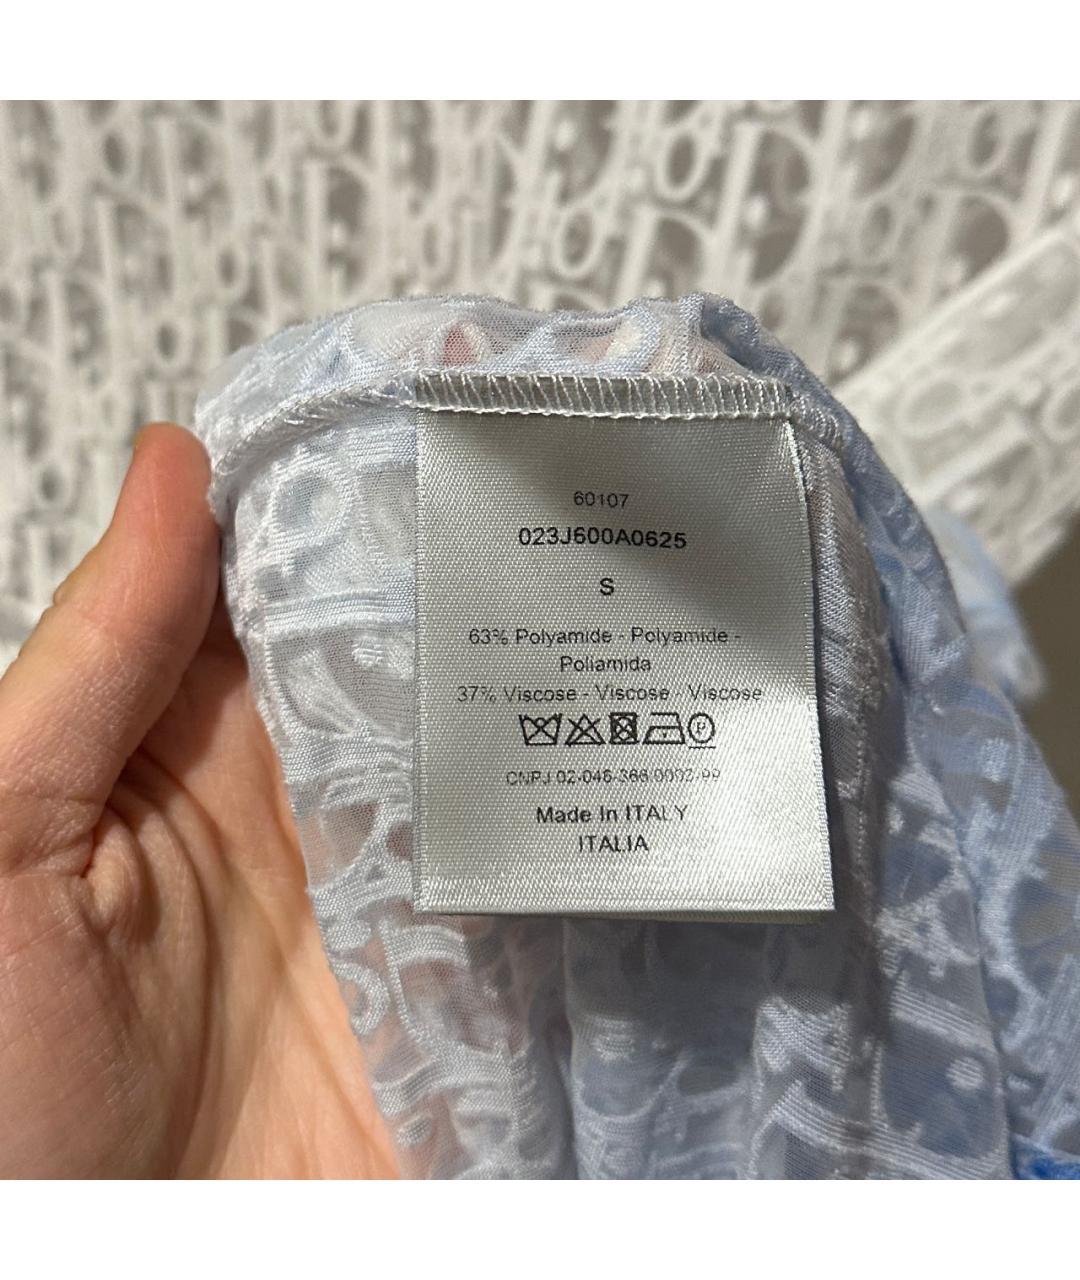 60107
023J600A0625
S
63% Polyamide - Polyamide -
Poliamida
37% Viscose - Viscose - Viscose
P
CNPJ 02-046-366 0002-99
Made In ITALY
ITALIA